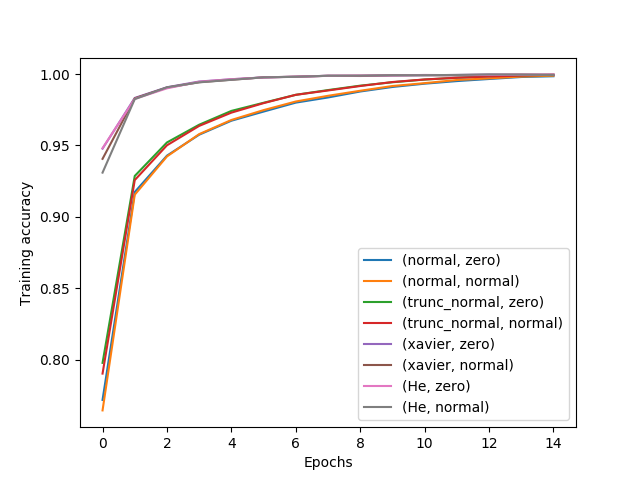 1.00
0.95
0.90
0.85
0.80
Training accuracy
(normal, zero)
(normal, normal)
(trunc_normal, zero)
(trunc_normal, normal)
(xavier, zero)
(xavier, normal)
(He, zero)
(He, normal)
0 2 4 6 8 10 12 14
Epochs